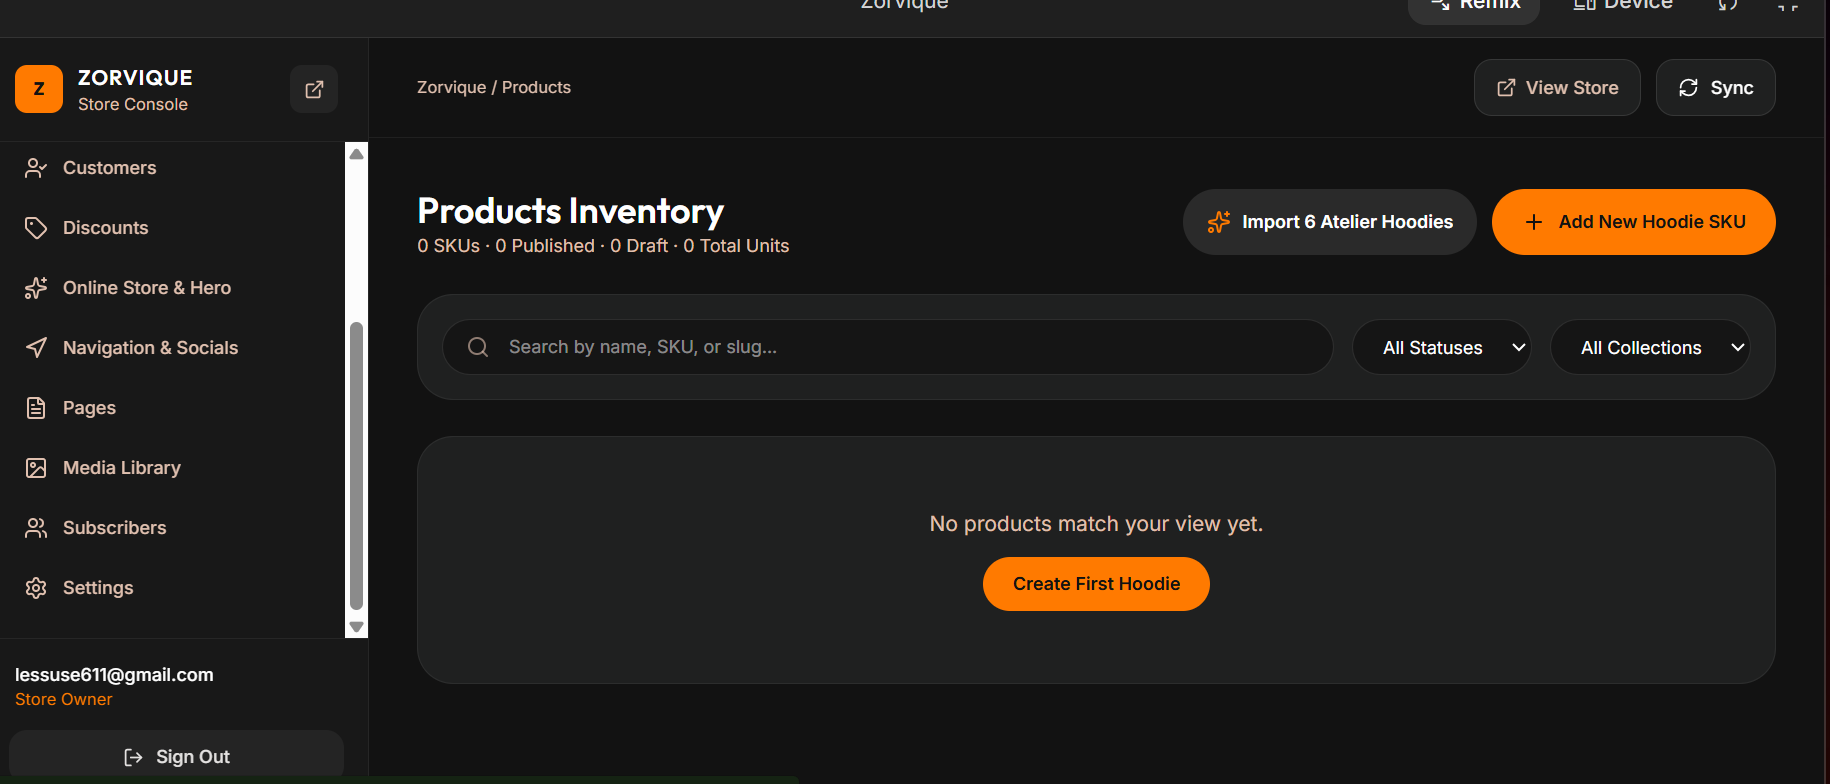 Zorvique
Remix
Device
Z
ZORVIQUE
Store Console
Zorvique / Products
View Store
Sync
Customers
Discounts
Online Store & Hero
Navigation & Socials
Pages
Media Library
Subscribers
Settings
lessuse611@gmail.com
Store Owner
Sign Out
Products Inventory
0 SKUs · 0 Published · 0 Draft · 0 Total Units
Import 6 Atelier Hoodies
Add New Hoodie SKU
Search by name, SKU, or slug...
All Statuses
All Collections
No products match your view yet.
Create First Hoodie